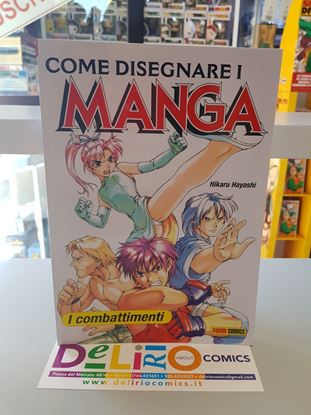 COME DISEGNARE I
MANGA
Hikaru Hayashi
I combattimenti
PANINI COMICS
DeLiRiO
ABOUT
COMICS
www.deliriocomics.it